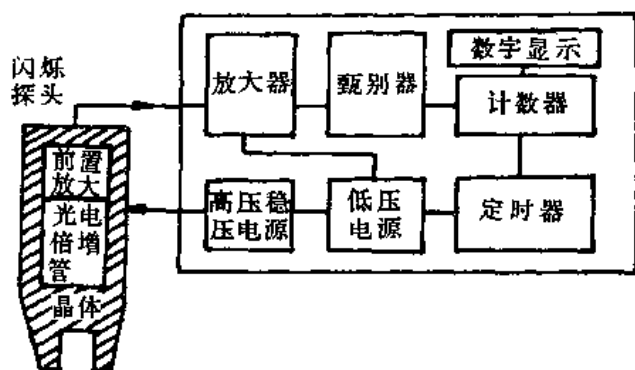 闪烁
探头
前置
放大
光电
倍增
管
晶体
放大器
甄别器
数字显示
计数器
高压稳
压电源
低压
电源
定时器